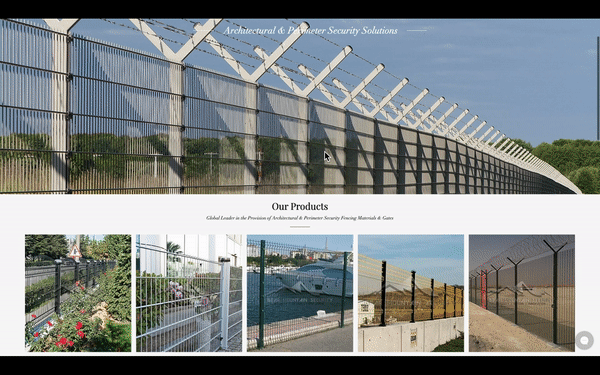 Architectural & Perimeter Security Solutions
Our Products
Global Leader in the Provision of Architectural & Perimeter Security Fencing Materials & Gates